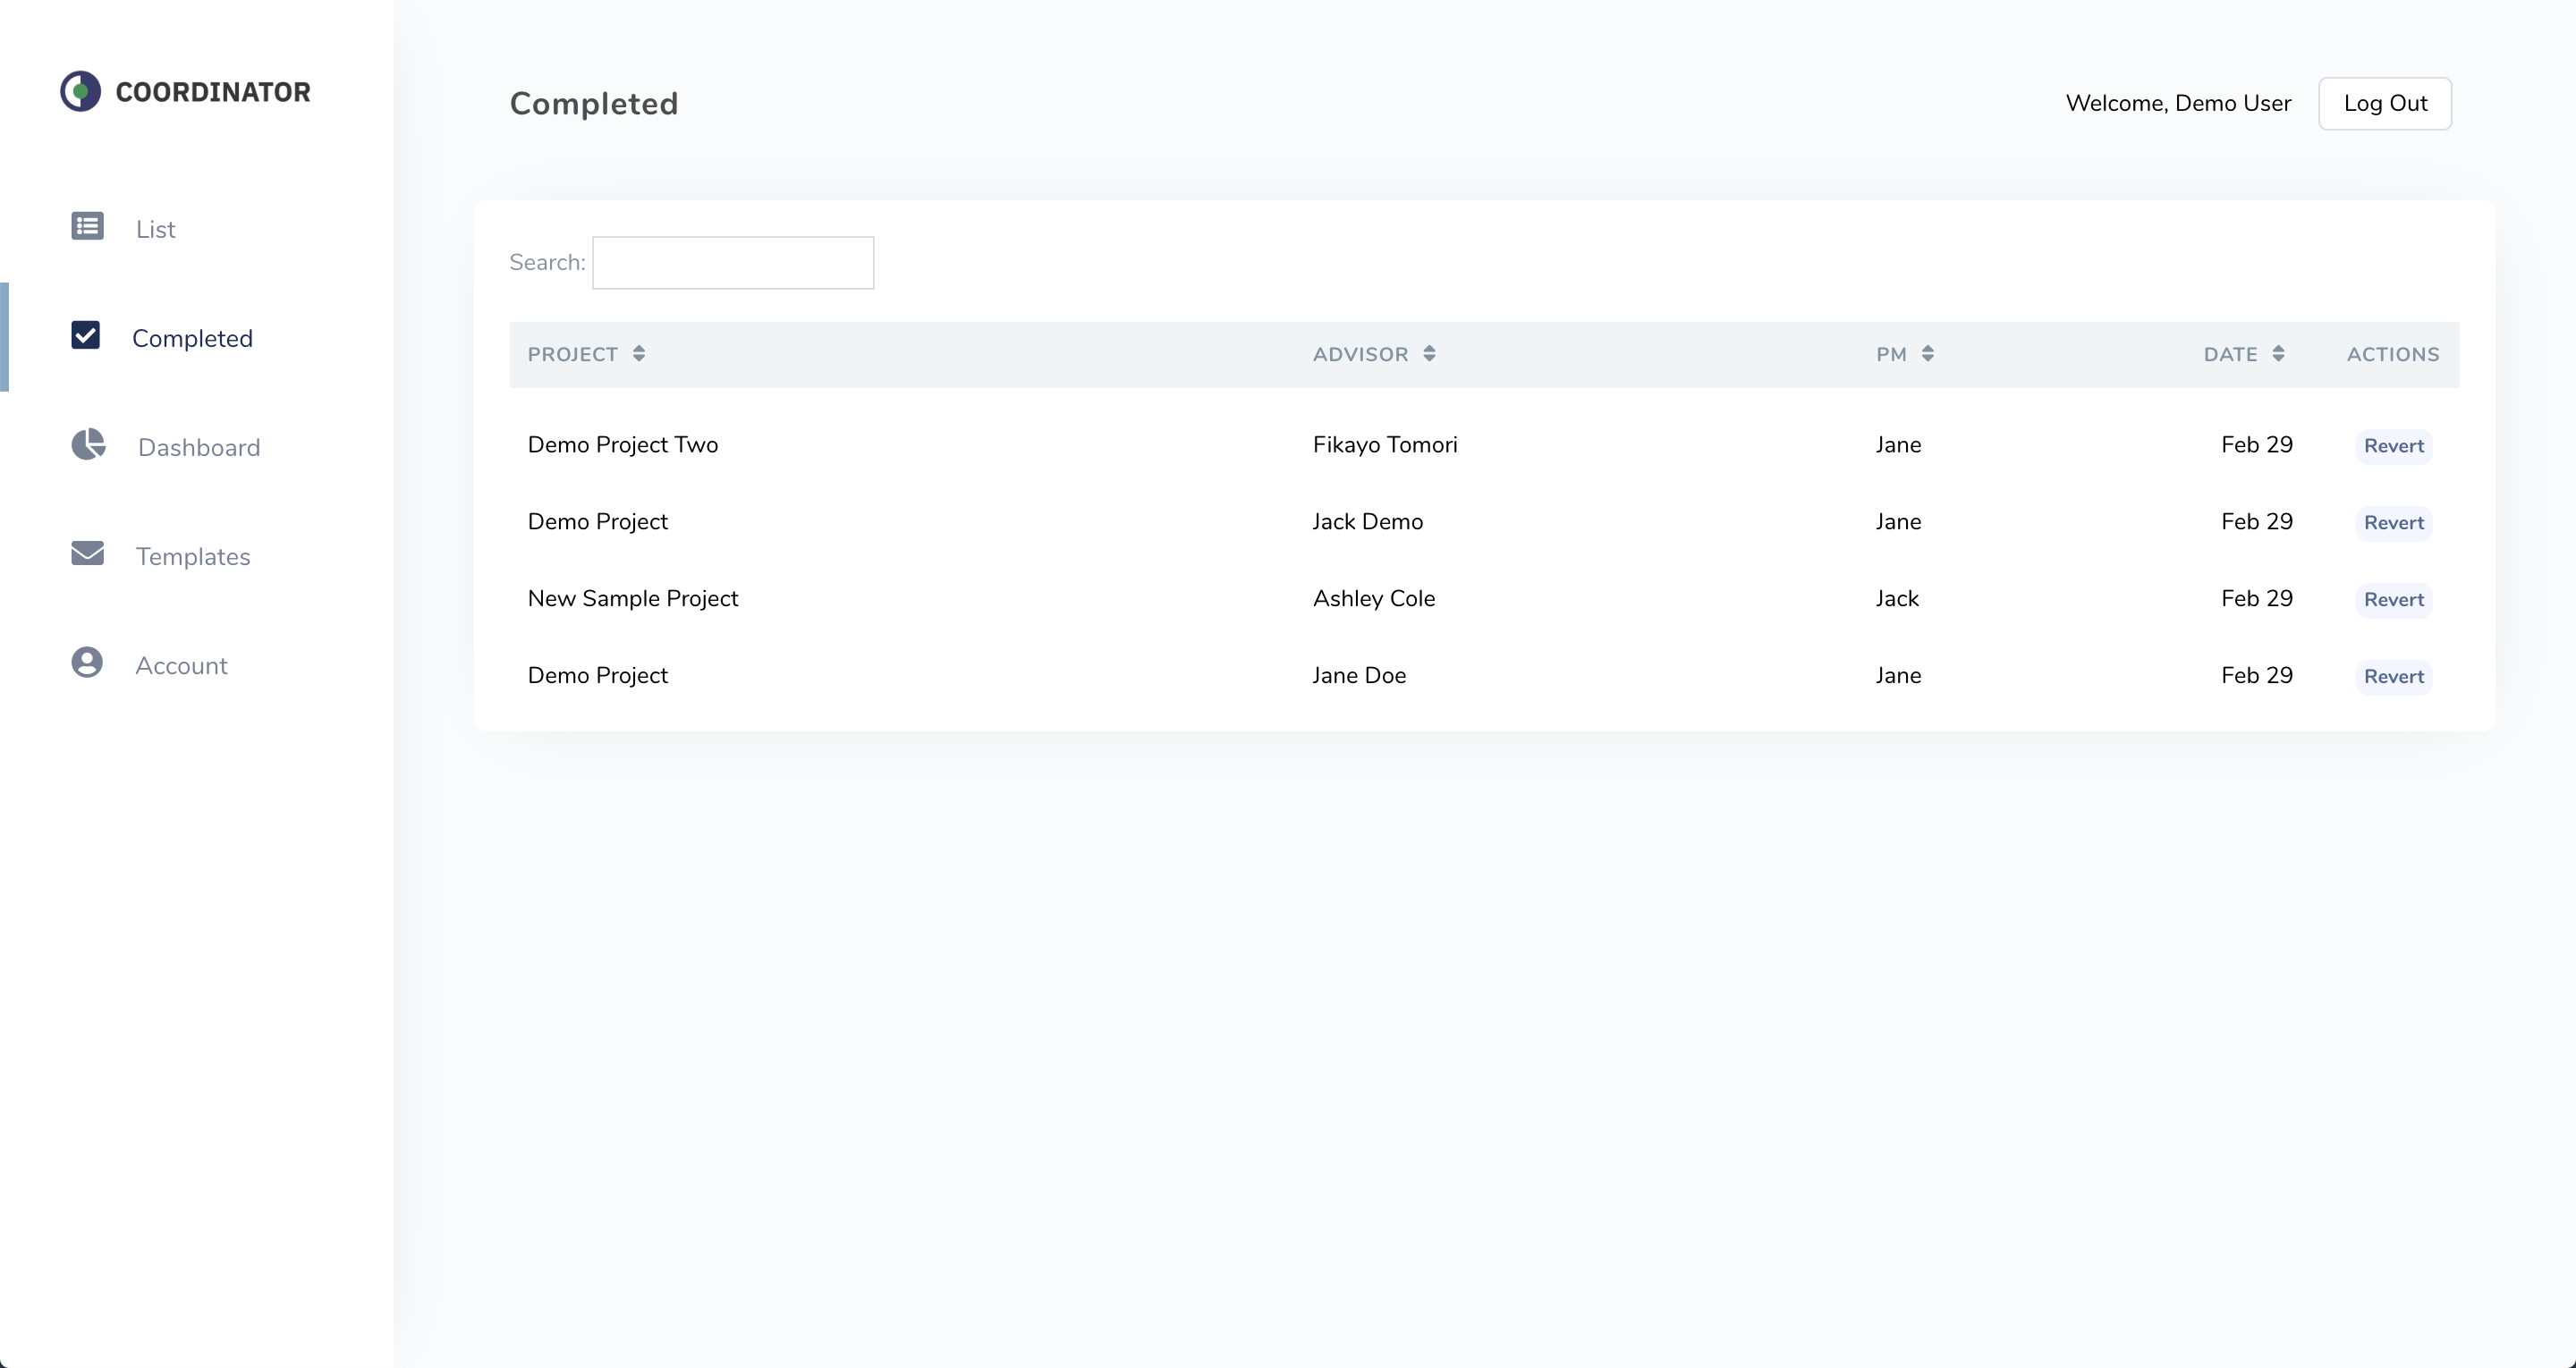 COORDINATOR
List
Completed
Dashboard
Templates
Account
Completed
Welcome, Demo User
Log Out
Search:
PROJECT ADVISOR PM DATE ACTIONS
Demo Project Two Fikayo Tomori Jane Feb 29 Revert
Demo Project Jack Demo Jane Feb 29 Revert
New Sample Project Ashley Cole Jack Feb 29 Revert
Demo Project Jane Doe Jane Feb 29 Revert